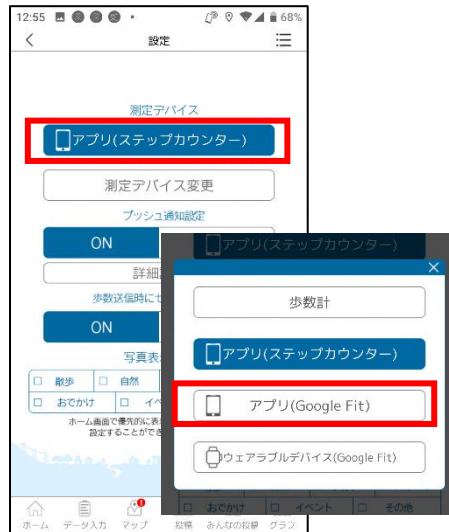 12:55
68%
設定
測定デバイス
アプリ(ステップカウンター)
測定デバイス変更
プッシュ通知設定
ON
詳細
歩数送信時に
ON
写真表
散歩
自然
おでかけ
イベ
ホーム画面で優先的に表
設定することができ
ホーム
データ入力
マップ
投稿
みんなの投稿
グラフ
アプリ(ステップカウンター)
歩数計
アプリ(ステップカウンター)
アプリ(Google Fit)
ウェアラブルデバイス(Google Fit)
おでかけ
イベント
その他